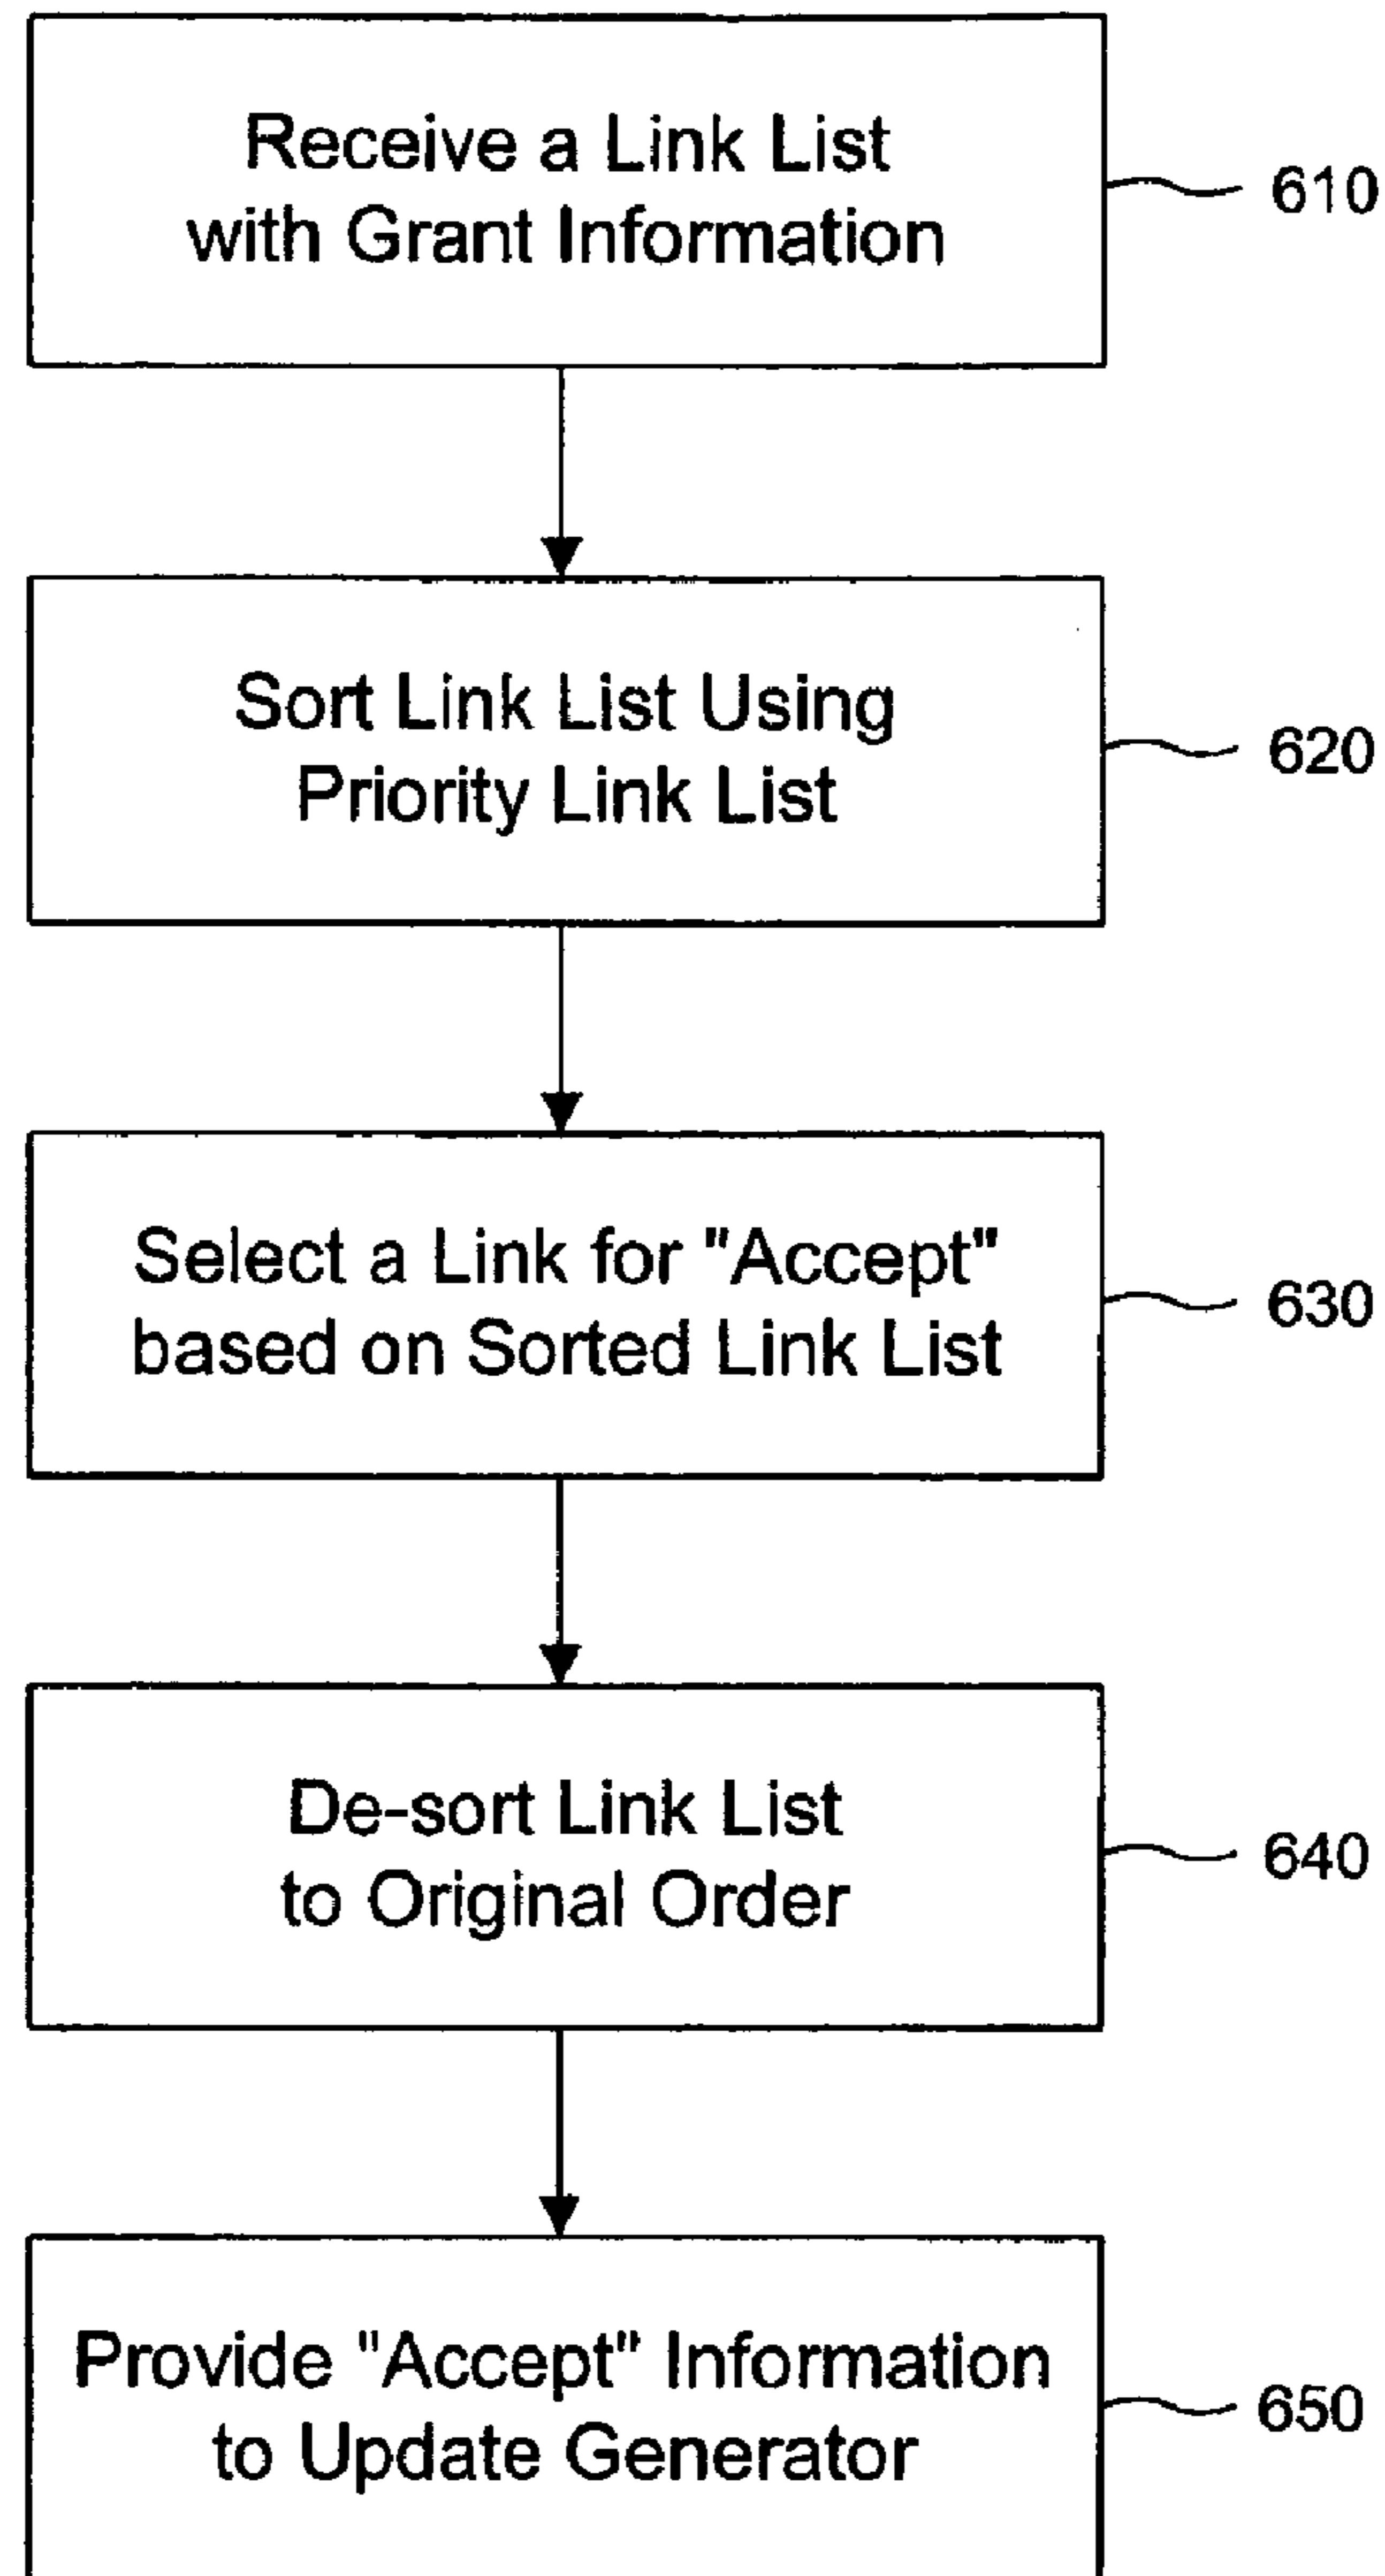 Receive a Link List
with Grant Information
610
Sort Link List Using
Priority Link List
620
Select a Link for "Accept"
based on Sorted Link List
630
De-sort Link List
to Original Order
640
Provide "Accept" Information
to Update Generator
650